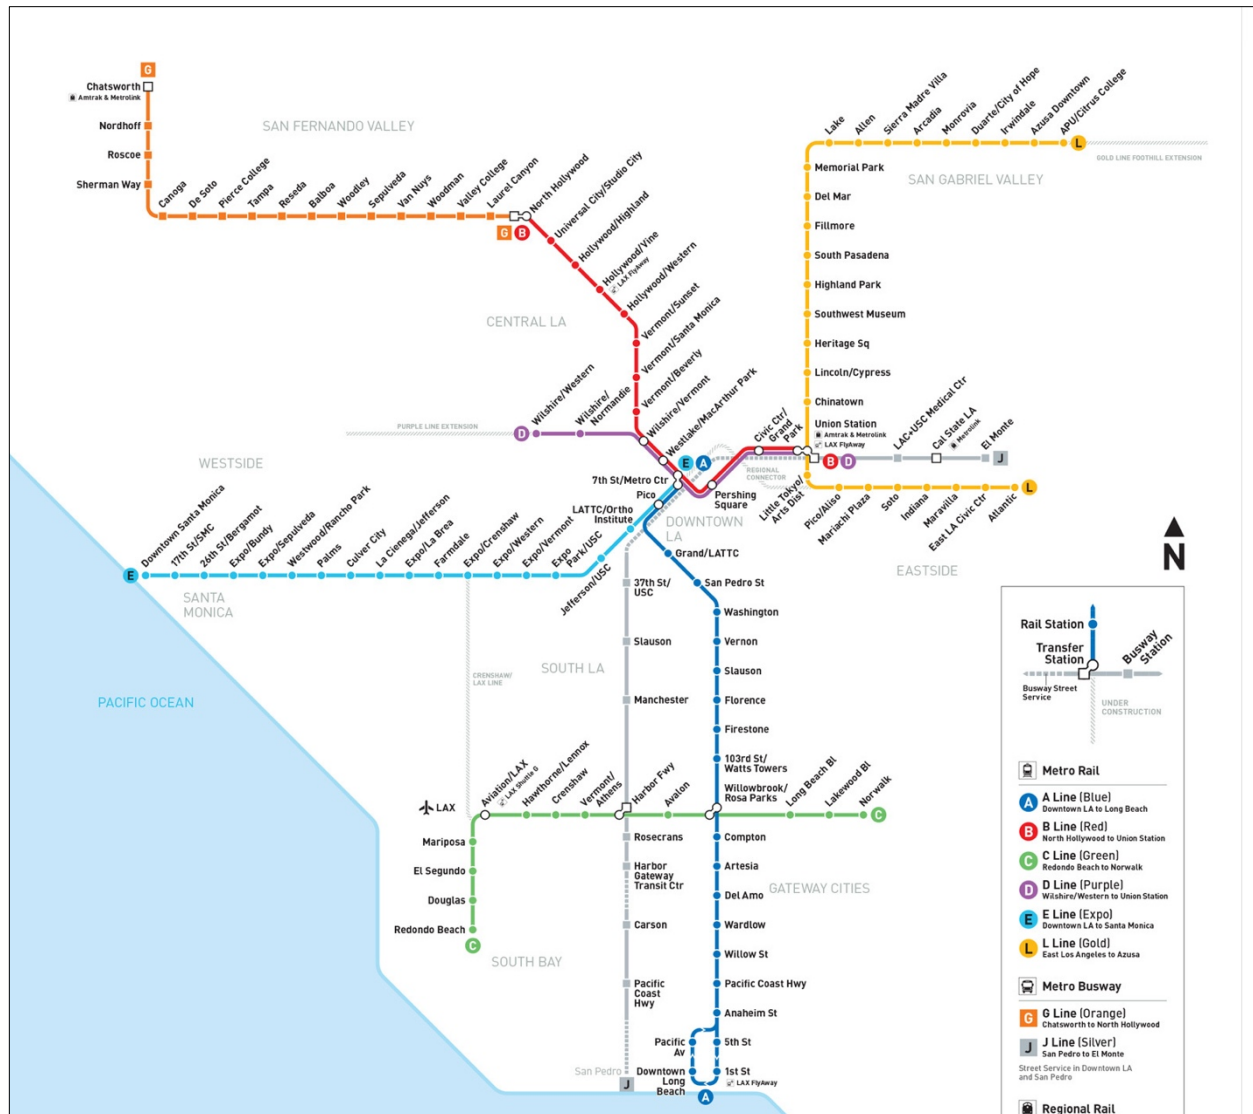 G
Chatsworth
Amtrak & Metrolink
Nordhoff
Roscoe
Sherman Way
Canoga
De Soto
Pierce College
Tampa
Reseda
Balboa
Woodley
Sepulveda
Van Nuys
Woodman
Valley College
Laurel Canyon
North Hollywood
G
B
SAN FERNANDO VALLEY
Universal City/Studio City
Hollywood/Highland
Hollywood/Vine
LAX FlyAway
Hollywood/Western
Vermont/Sunset
Vermont/Santa Monica
Vermont/Beverly
Wilshire/Vermont
Westlake/MacArthur Park
CENTRAL LA
PURPLE LINE EXTENSION
D
Wilshire/Western
Wilshire/
Normandie
E
A
7th St/Metro Ctr
Pico
Pershing
Square
REGIONAL
CONNECTOR
Civic Ctr/
Grand
Park
Lake
Allen
Sierra Madre Villa
Arcadia
Monrovia
Duarte/City of Hope
Irwindale
Azusa Downtown
APU/Citrus College
L
GOLD LINE FOOTHILL EXTENSION
SAN GABRIEL VALLEY
Memorial Park
Del Mar
Fillmore
South Pasadena
Highland Park
Southwest Museum
Heritage Sq
Lincoln/Cypress
Chinatown
Union Station
Amtrak & Metrolink
LAX FlyAway
B
D
LAC+USC Medical Ctr
Cal State LA
Metrolink
El Monte
J
Little Tokyo/
Arts Dist
Pico/Aliso
Mariachi Plaza
Soto
Indiana
Maravilla
East LA Civic Ctr
Atlantic
L
DOWNTOWN
LA
EASTSIDE
WESTSIDE
E
Downtown Santa Monica
17th St/SMC
26th St/Bergamot
Expo/Bundy
Expo/Sepulveda
Westwood/Rancho Park
Palms
Culver City
La Cienega/Jefferson
Expo/La Brea
Farmdale
Expo/Crenshaw
Expo/Western
Expo/Vermont
Expo
Park/USC
Jefferson/USC
LATTC/Ortho
Institute
SANTA
MONICA
PACIFIC OCEAN
CRENSHAW/
LAX LINE
SOUTH LA
37th St/
USC
Slauson
Manchester
Harbor Fwy
Rosecrans
Harbor
Gateway
Transit Ctr
Carson
Pacific
Coast
Hwy
San Pedro
J
Grand/LATTC
San Pedro St
Washington
Vernon
Slauson
Florence
Firestone
103rd St/
Watts Towers
Willowbrook/
Rosa Parks
Compton
Artesia
Del Amo
Wardlow
Willow St
Pacific Coast Hwy
Anaheim St
5th St
1st St
LAX FlyAway
Pacific
Av
Downtown
Long
Beach
A
LAX
Aviation/LAX
LAX Shuttle G
Hawthorne/Lennox
Crenshaw
Vermont/
Athens
Avalon
Long Beach Bl
Lakewood Bl
Norwalk
C
Mariposa
El Segundo
Douglas
Redondo Beach
C
SOUTH BAY
GATEWAY CITIES
N
Rail Station
Transfer
Station
Busway
Station
Busway Street
Service
UNDER
CONSTRUCTION
Metro Rail
A
A Line (Blue)
Downtown LA to Long Beach
B
B Line (Red)
North Hollywood to Union Station
C
C Line (Green)
Redondo Beach to Norwalk
D
D Line (Purple)
Wilshire/Western to Union Station
E
E Line (Expo)
Downtown LA to Santa Monica
L
L Line (Gold)
East Los Angeles to Azusa
Metro Busway
G
G Line (Orange)
Chatsworth to North Hollywood
J
J Line (Silver)
San Pedro to El Monte
Street Service in Downtown LA
and San Pedro
Regional Rail